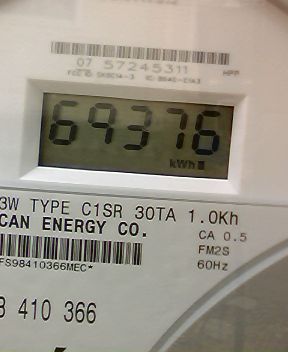 07 57245311
HPP
69376
kWh
3W TYPE C1SR 30TA 1.0Kh
CAN ENERGY CO.
CA 0.5
FM2S
60Hz
FS98410366MEC*
410 366